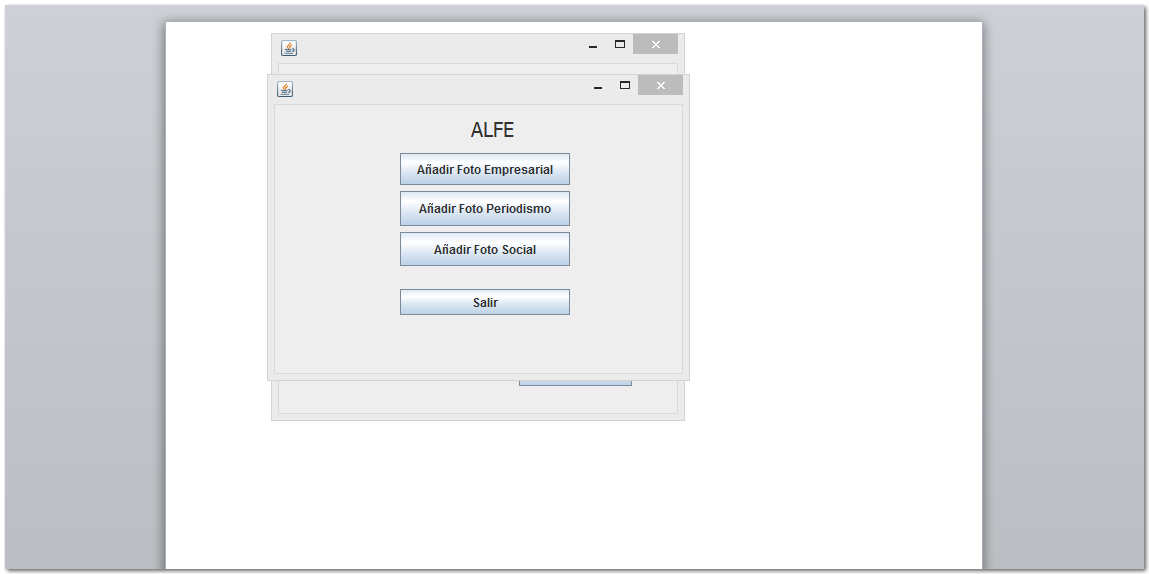 ALFE
Añadir Foto Empresarial
Añadir Foto Periodismo
Añadir Foto Social
Salir